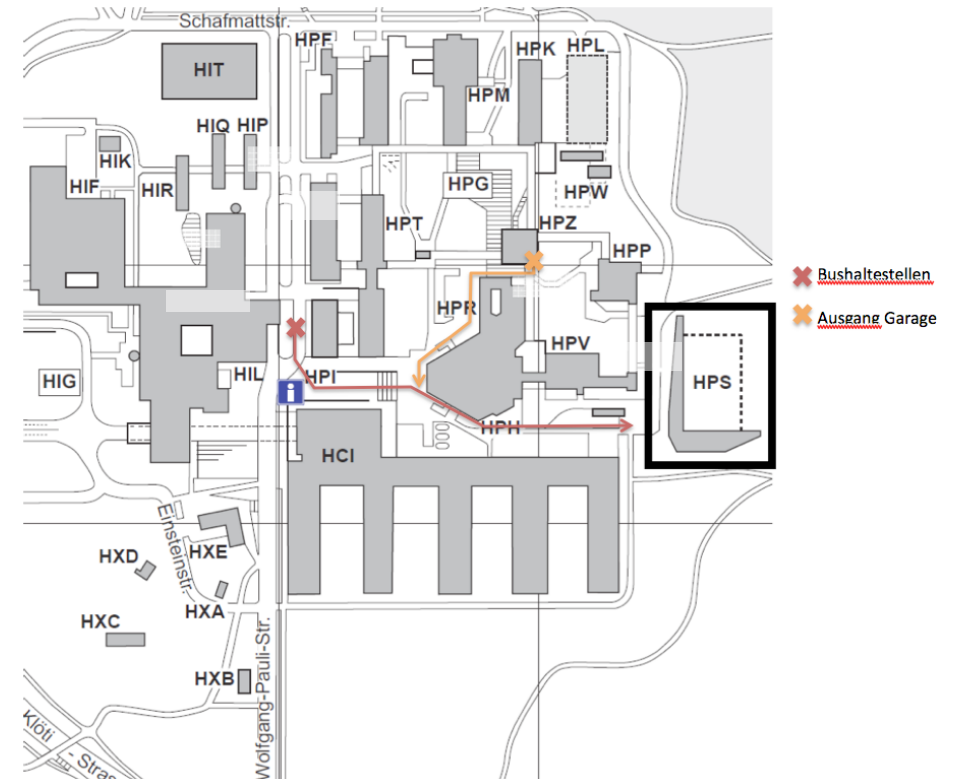 Schafmattstr.
HPF
HPK
HPL
HIT
HPM
HIQ
HIP
HIK
HIF
HIR
HPG
HPW
HPT
HPZ
HPP
HPR
Bushaltestellen
Ausgang Garage
HPV
HIG
HIL
HPI
HPS
i
HPH
HCI
Einsteinstr.
HXE
HXD
HXA
HXC
HXB
Wolfgang-Pauli-Str.
Klöti
- Stras